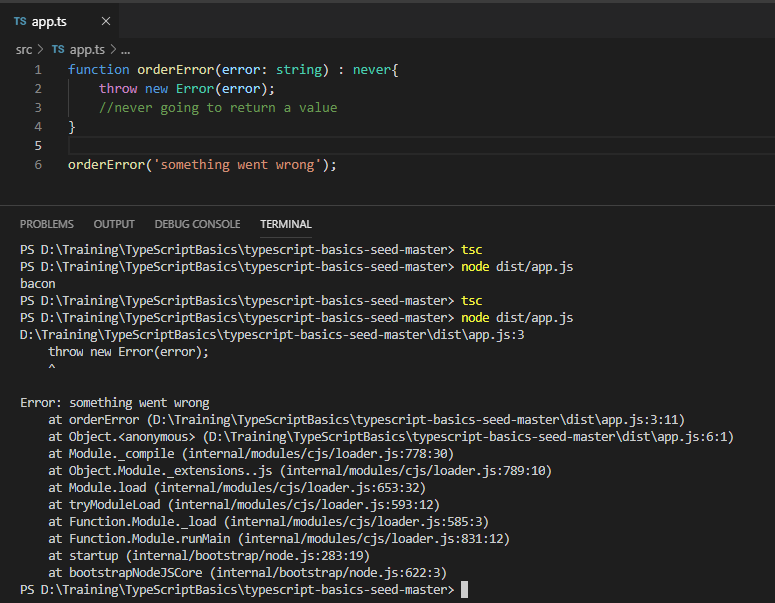 TS app.ts ×
src > TS app.ts > ...
1 function orderError(error: string) : never{
2     throw new Error(error);
3     //never going to return a value
4 }
5
6 orderError('something went wrong');
PROBLEMS OUTPUT DEBUG CONSOLE TERMINAL
PS D:\Training\TypeScriptBasics\typescript-basics-seed-master> tsc
PS D:\Training\TypeScriptBasics\typescript-basics-seed-master> node dist/app.js
bacon
PS D:\Training\TypeScriptBasics\typescript-basics-seed-master> tsc
PS D:\Training\TypeScriptBasics\typescript-basics-seed-master> node dist/app.js
D:\Training\TypeScriptBasics\typescript-basics-seed-master\dist\app.js:3
    throw new Error(error);
    ^
Error: something went wrong
    at orderError (D:\Training\TypeScriptBasics\typescript-basics-seed-master\dist\app.js:3:11)
    at Object.<anonymous> (D:\Training\TypeScriptBasics\typescript-basics-seed-master\dist\app.js:6:1)
    at Module._compile (internal/modules/cjs/loader.js:778:30)
    at Object.Module._extensions..js (internal/modules/cjs/loader.js:789:10)
    at Module.load (internal/modules/cjs/loader.js:653:32)
    at tryModuleLoad (internal/modules/cjs/loader.js:593:12)
    at Function.Module._load (internal/modules/cjs/loader.js:585:3)
    at Function.Module.runMain (internal/modules/cjs/loader.js:831:12)
    at startup (internal/bootstrap/node.js:283:19)
    at bootstrapNodeJSCore (internal/bootstrap/node.js:622:3)
PS D:\Training\TypeScriptBasics\typescript-basics-seed-master>